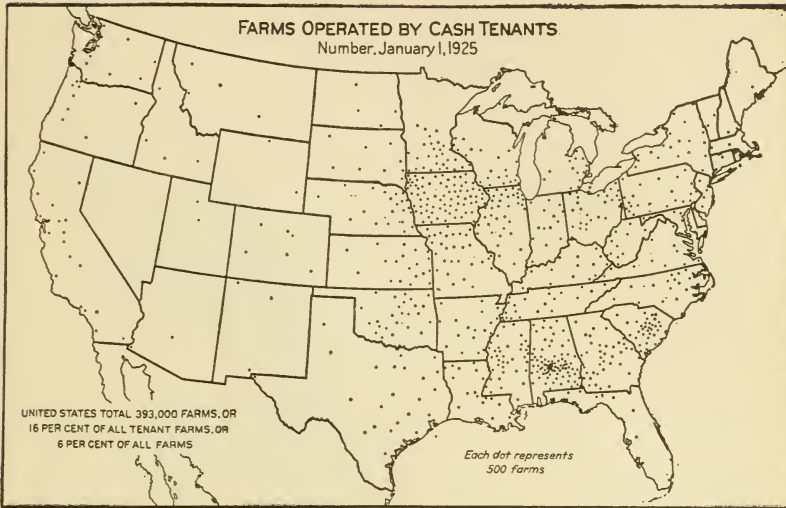 FARMS OPERATED BY CASH TENANTS
Number, January 1, 1925
UNITED STATES TOTAL 393,000 FARMS, OR
16 PER CENT OF ALL TENANT FARMS, OR
6 PER CENT OF ALL FARMS
Each dot represents
500 farms